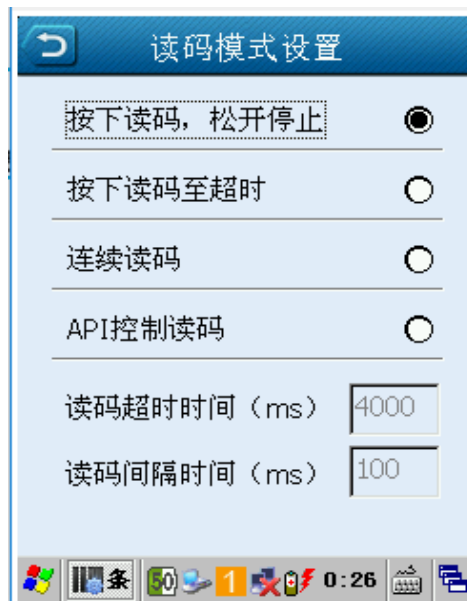 读码模式设置
按下读码，松开停止
按下读码至超时
连续读码
API控制读码
读码超时时间（ms） 4000
读码间隔时间（ms） 100
条 50 1 0:26